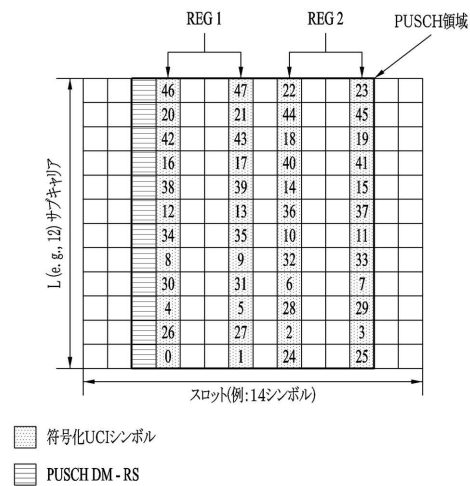 REG 1 REG 2 PUSCH領域
46 47 22 23
20 21 44 45
42 43 18 19
16 17 40 41
38 39 14 15
12 13 36 37
34 35 10 11
8 9 32 33
30 31 6 7
4 5 28 29
26 27 2 3
0 1 24 25
L (e. g., 12) サブキャリア
スロット(例:14シンボル)
符号化UCIシンボル
PUSCH DM - RS